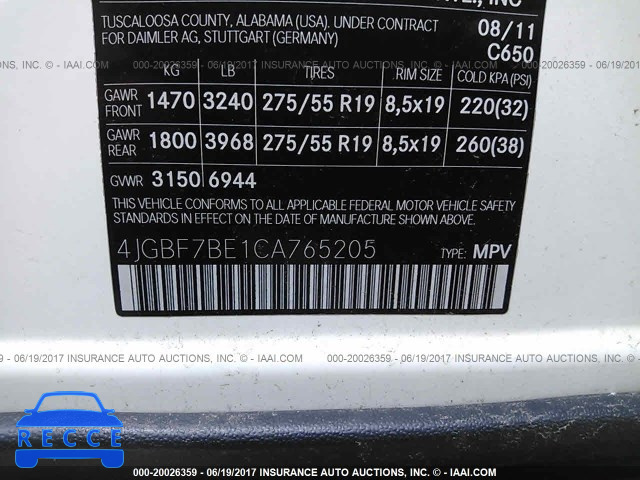 INC
TUSCALOOSA COUNTY, ALABAMA (USA). UNDER CONTRACT 08/11
FOR DAIMLER AG, STUTTGART (GERMANY) C650
000-20026359 - 06/19/2017 INSURANCE AUTO AUCTIONS, INC. - © IAAI.COM
KG LB TIRES RIM SIZE COLD KPA (PSI)
GAWR FRONT 1470 3240 275/55 R19 8,5x19 220(32)
GAWR REAR 1800 3968 275/55 R19 8,5x19 260(38)
GVWR 3150 6944
THIS VEHICLE CONFORMS TO ALL APPLICABLE FEDERAL MOTOR VEHICLE SAFETY
STANDARDS IN EFFECT ON THE DATE OF MANUFACTURE SHOWN ABOVE.
4JGBF7BE1CA765205 TYPE: MPV
000-20026359 - 06/19/2017 INSURANCE AUTO AUCTIONS, INC. - © IAAI.COM
RECCE
000-20026359 - 06/19/2017 INSURANCE AUTO AUCTIONS, INC. - © IAAI.COM